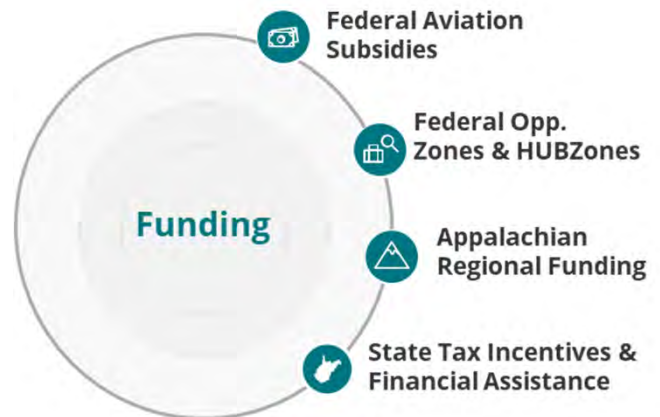 Federal Aviation
Subsidies
Federal Opp.
Zones & HUBZones
Funding
Appalachian
Regional Funding
State Tax Incentives &
Financial Assistance